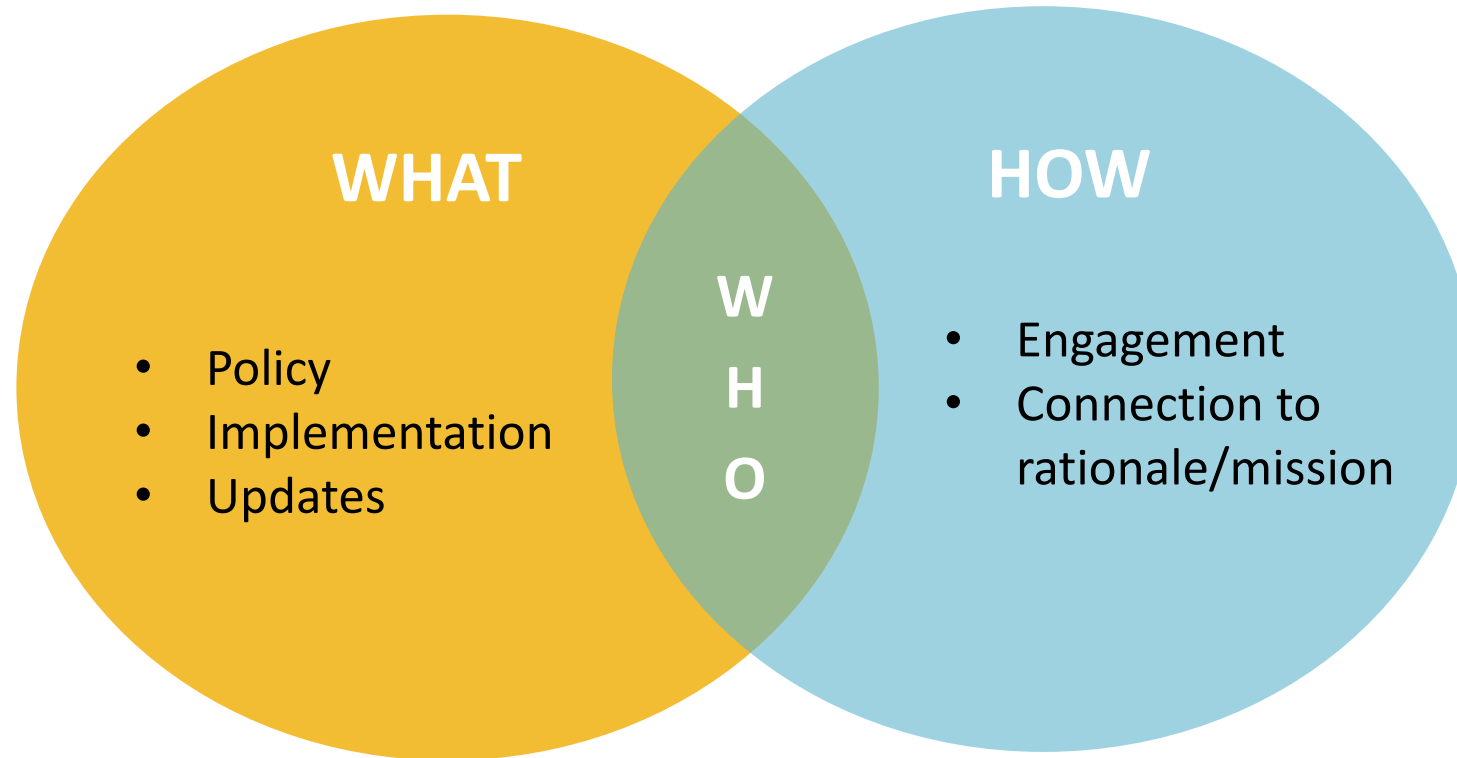 WHAT
• Policy
• Implementation
• Updates
W
H
O
HOW
• Engagement
• Connection to
rationale/mission